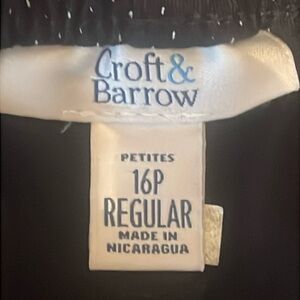 Croft&
Barrow
PETITES
16P
REGULAR
MADE IN
NICARAGUA